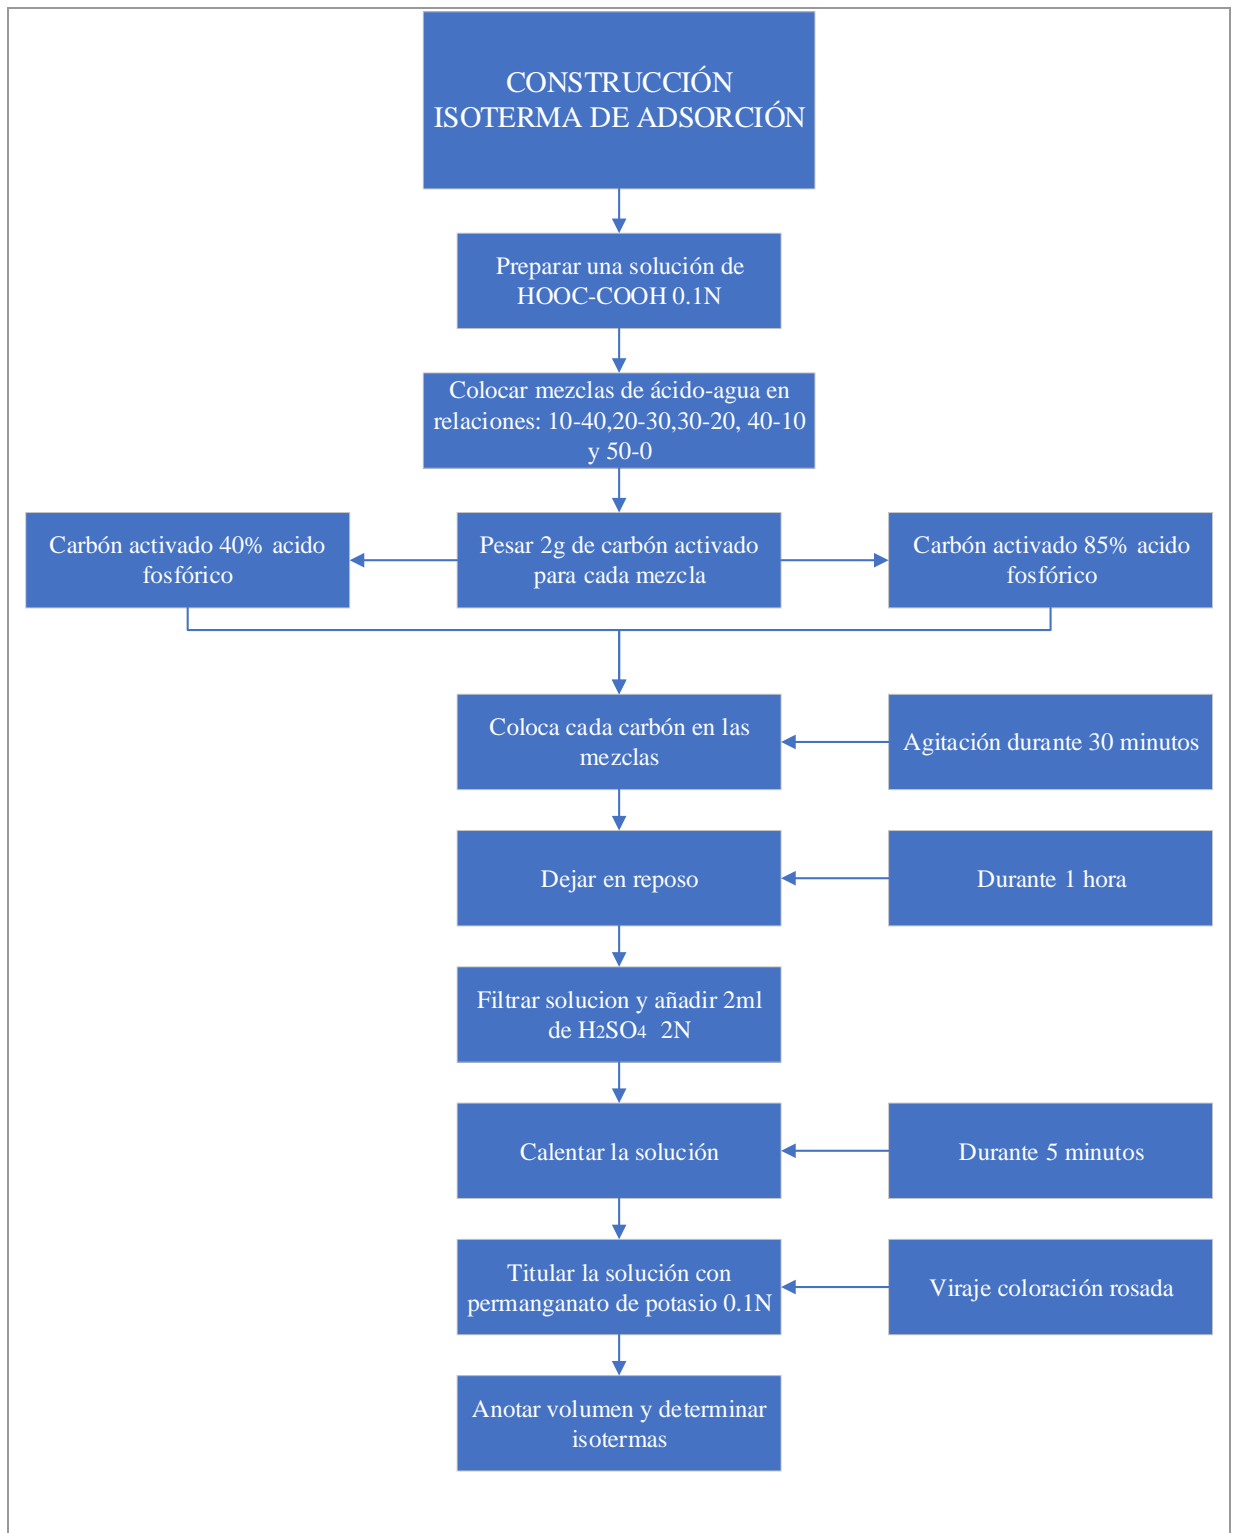 CONSTRUCCIÓN
ISOTERMA DE ADSORCIÓN
Preparar una solución de
HOOC-COOH 0.1N
Colocar mezclas de ácido-agua en
relaciones: 10-40,20-30,30-20, 40-10
y 50-0
Carbón activado 40% acido
fosfórico
Pesar 2g de carbón activado
para cada mezcla
Carbón activado 85% acido
fosfórico
Coloca cada carbón en las
mezclas
Agitación durante 30 minutos
Dejar en reposo
Durante 1 hora
Filtrar solucion y añadir 2ml
de H2SO4 2N
Calentar la solución
Durante 5 minutos
Titular la solución con
permanganato de potasio 0.1N
Viraje coloración rosada
Anotar volumen y determinar
isotermas